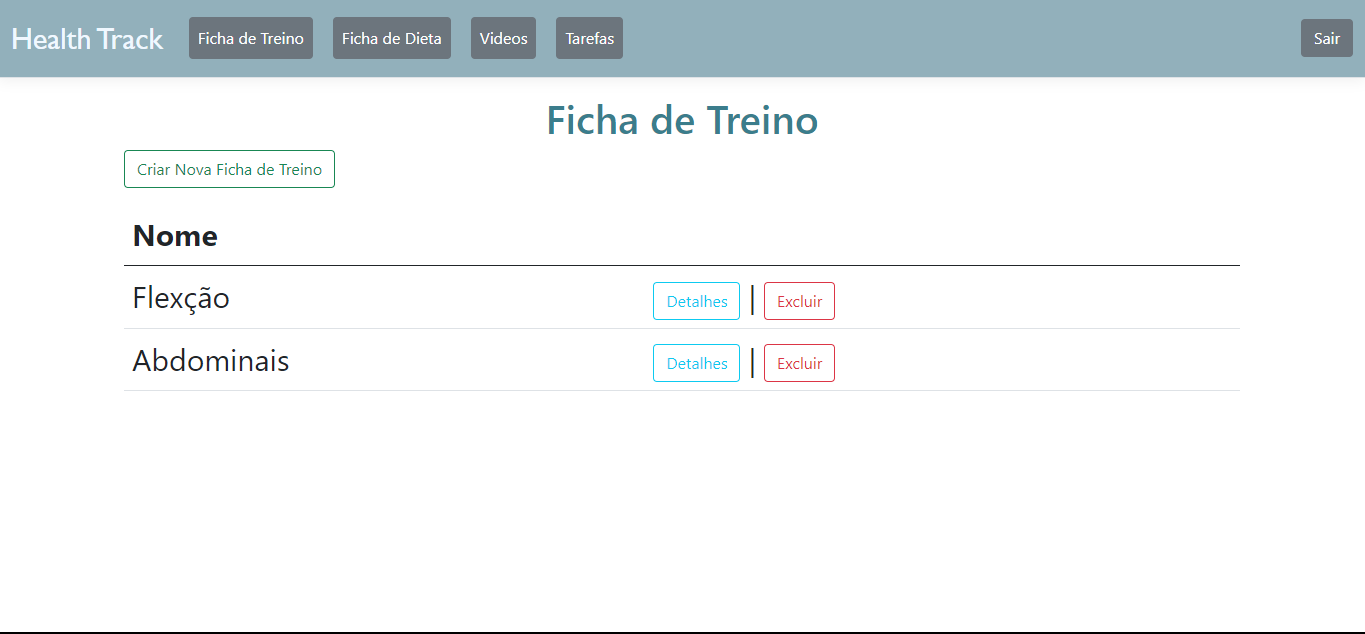 Health Track Ficha de Treino Ficha de Dieta Videos Tarefas Sair
Ficha de Treino
Criar Nova Ficha de Treino
Nome
Flexção Detalhes | Excluir
Abdominais Detalhes | Excluir